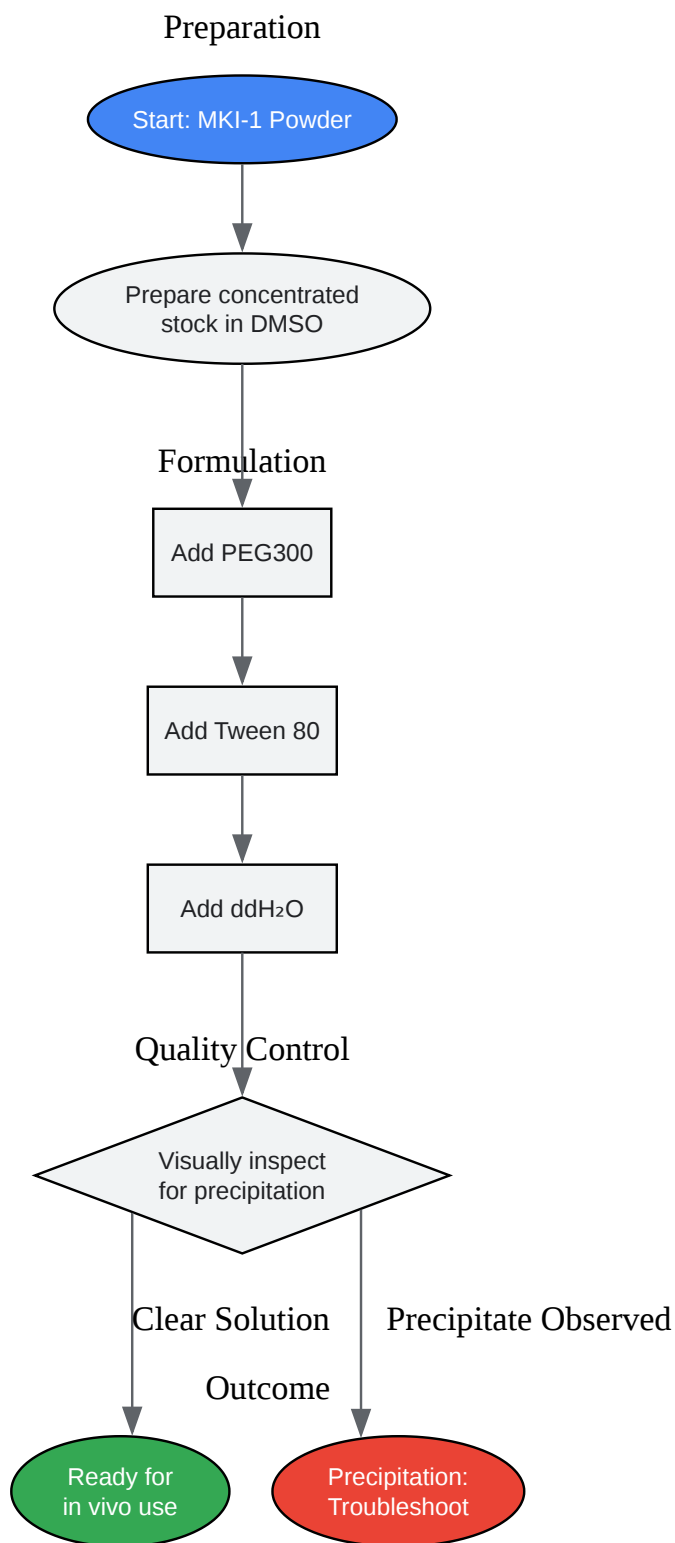 Preparation
Start: MKI-1 Powder
Prepare concentrated
stock in DMSO
Formulation
Add PEG300
Add Tween 80
Add ddH₂O
Quality Control
Visually inspect
for precipitation
Clear Solution
Precipitate Observed
Outcome
Ready for
in vivo use
Precipitation:
Troubleshoot